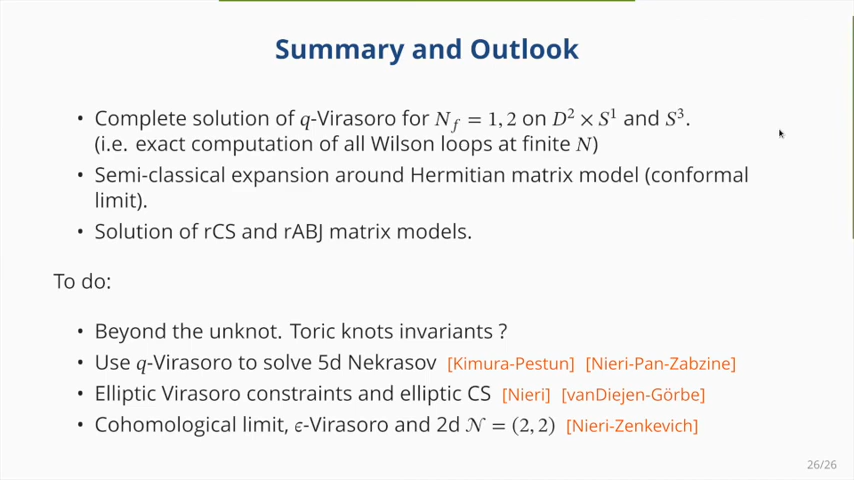 Summary and Outlook
• Complete solution of q-Virasoro for N_f = 1, 2 on D² × S¹ and S³.
(i.e. exact computation of all Wilson loops at finite N)
• Semi-classical expansion around Hermitian matrix model (conformal
limit).
• Solution of rCS and rABJ matrix models.
To do:
• Beyond the unknot. Toric knots invariants ?
• Use q-Virasoro to solve 5d Nekrasov [Kimura-Pestun] [Nieri-Pan-Zabzine]
• Elliptic Virasoro constraints and elliptic CS [Nieri] [vanDiejen-Görbe]
• Cohomological limit, ϵ-Virasoro and 2d 𝒩 = (2, 2) [Nieri-Zenkevich]
26/26